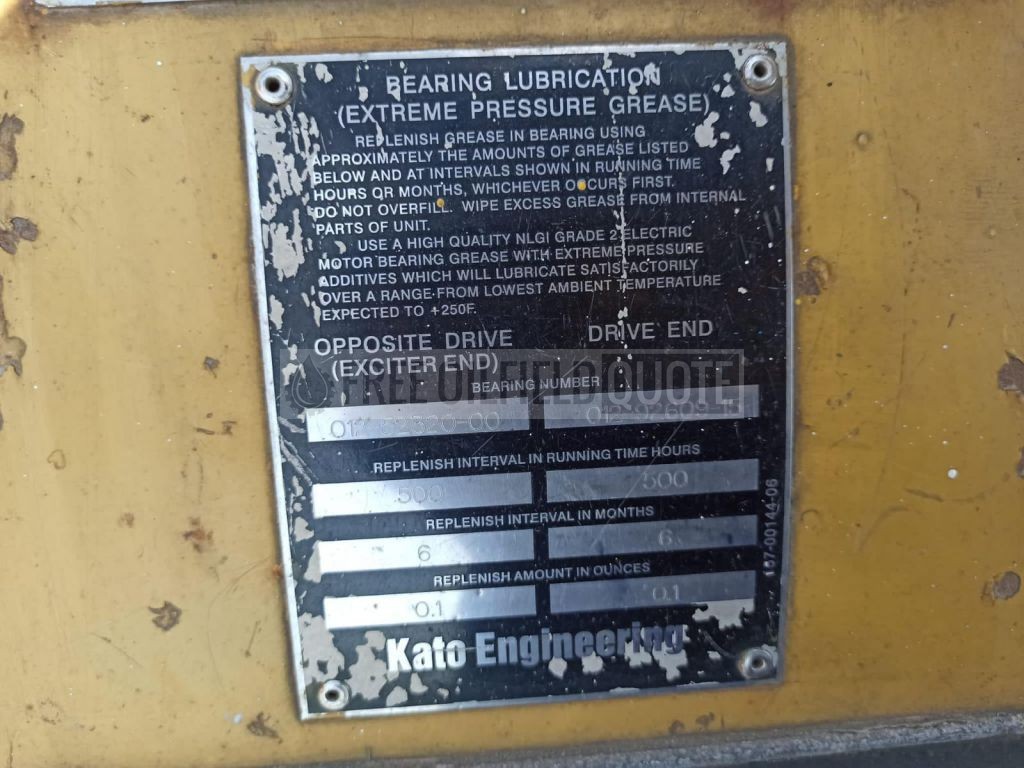 BEARING LUBRICATION
(EXTREME PRESSURE GREASE)
REPLENISH GREASE IN BEARING USING
APPROXIMATELY THE AMOUNTS OF GREASE LISTED
BELOW AND AT INTERVALS SHOWN IN RUNNING TIME
HOURS OR MONTHS, WHICHEVER OCCURS FIRST.
DO NOT OVERFILL. WIPE EXCESS GREASE FROM INTERNAL
PARTS OF UNIT.
USE A HIGH QUALITY NLGI GRADE 2 ELECTRIC
MOTOR BEARING GREASE WITH EXTREME PRESSURE
ADDITIVES WHICH WILL LUBRICATE SATISFACTORILY
OVER A RANGE FROM LOWEST AMBIENT TEMPERATURE
EXPECTED TO +250F.
OPPOSITE DRIVE DRIVE END
(EXCITER END)
FREE OILFIELD QUOTE
BEARING NUMBER
REPLENISH INTERVAL IN RUNNING TIME HOURS
500 500
REPLENISH INTERVAL IN MONTHS
6 6
REPLENISH AMOUNT IN OUNCES
0.1 0.1
Kato Engineering
167-00144-06